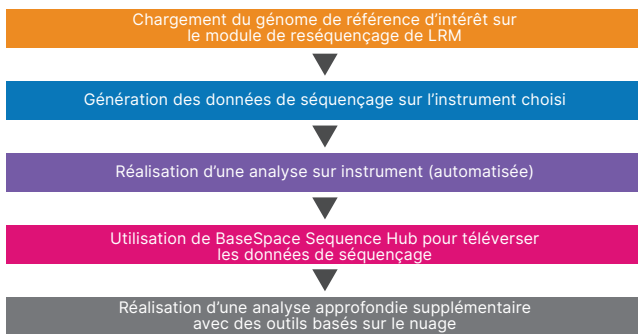 Chargement du génome de référence d'intérêt sur
le module de reséquençage de LRM
Génération des données de séquençage sur l'instrument choisi
Réalisation d'une analyse sur instrument (automatisée)
Utilisation de BaseSpace Sequence Hub pour téléverser
les données de séquençage
Réalisation d'une analyse approfondie supplémentaire
avec des outils basés sur le nuage